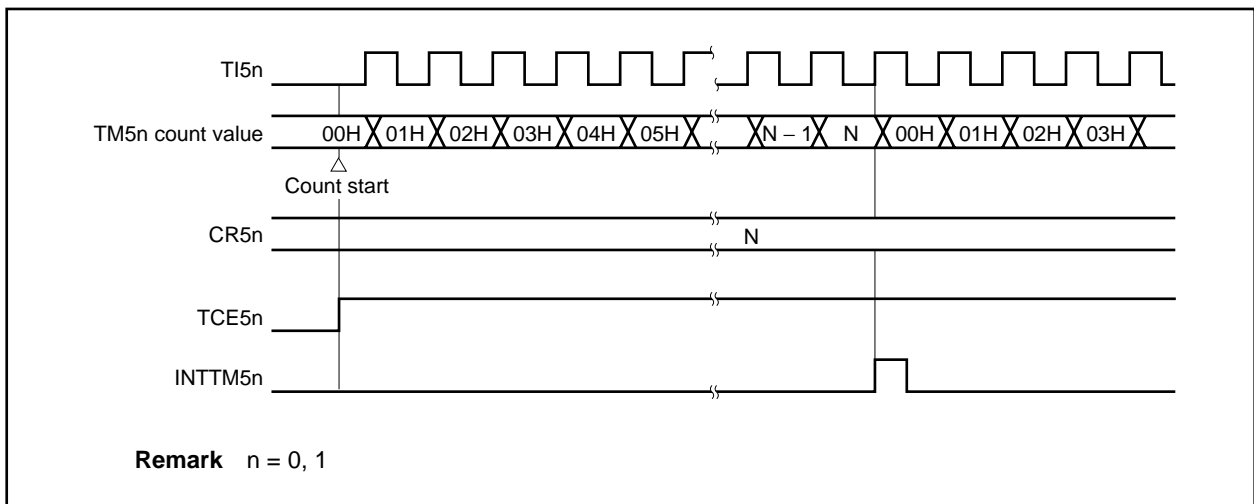 TI5n
TM5n count value 00H 01H 02H 03H 04H 05H N − 1 N 00H 01H 02H 03H
Count start
CR5n N
TCE5n
INTTM5n
Remark n = 0, 1